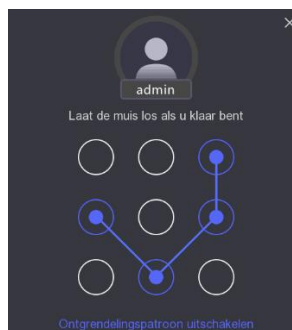 admin
Laat de muis los als u klaar bent
Ontgrendelingspatroon uitschakelen